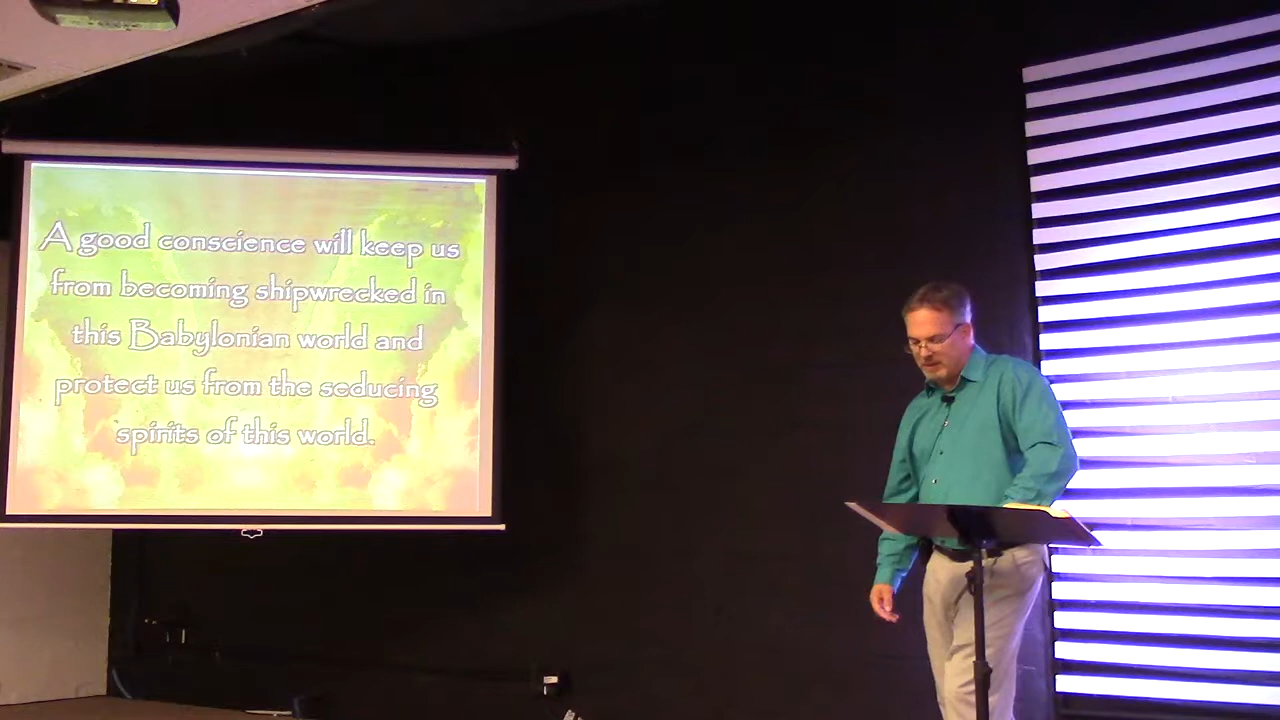 A good conscience will keep us
from becoming shipwrecked in
this Babylonian world and
protect us from the seducing
spirits of this world.